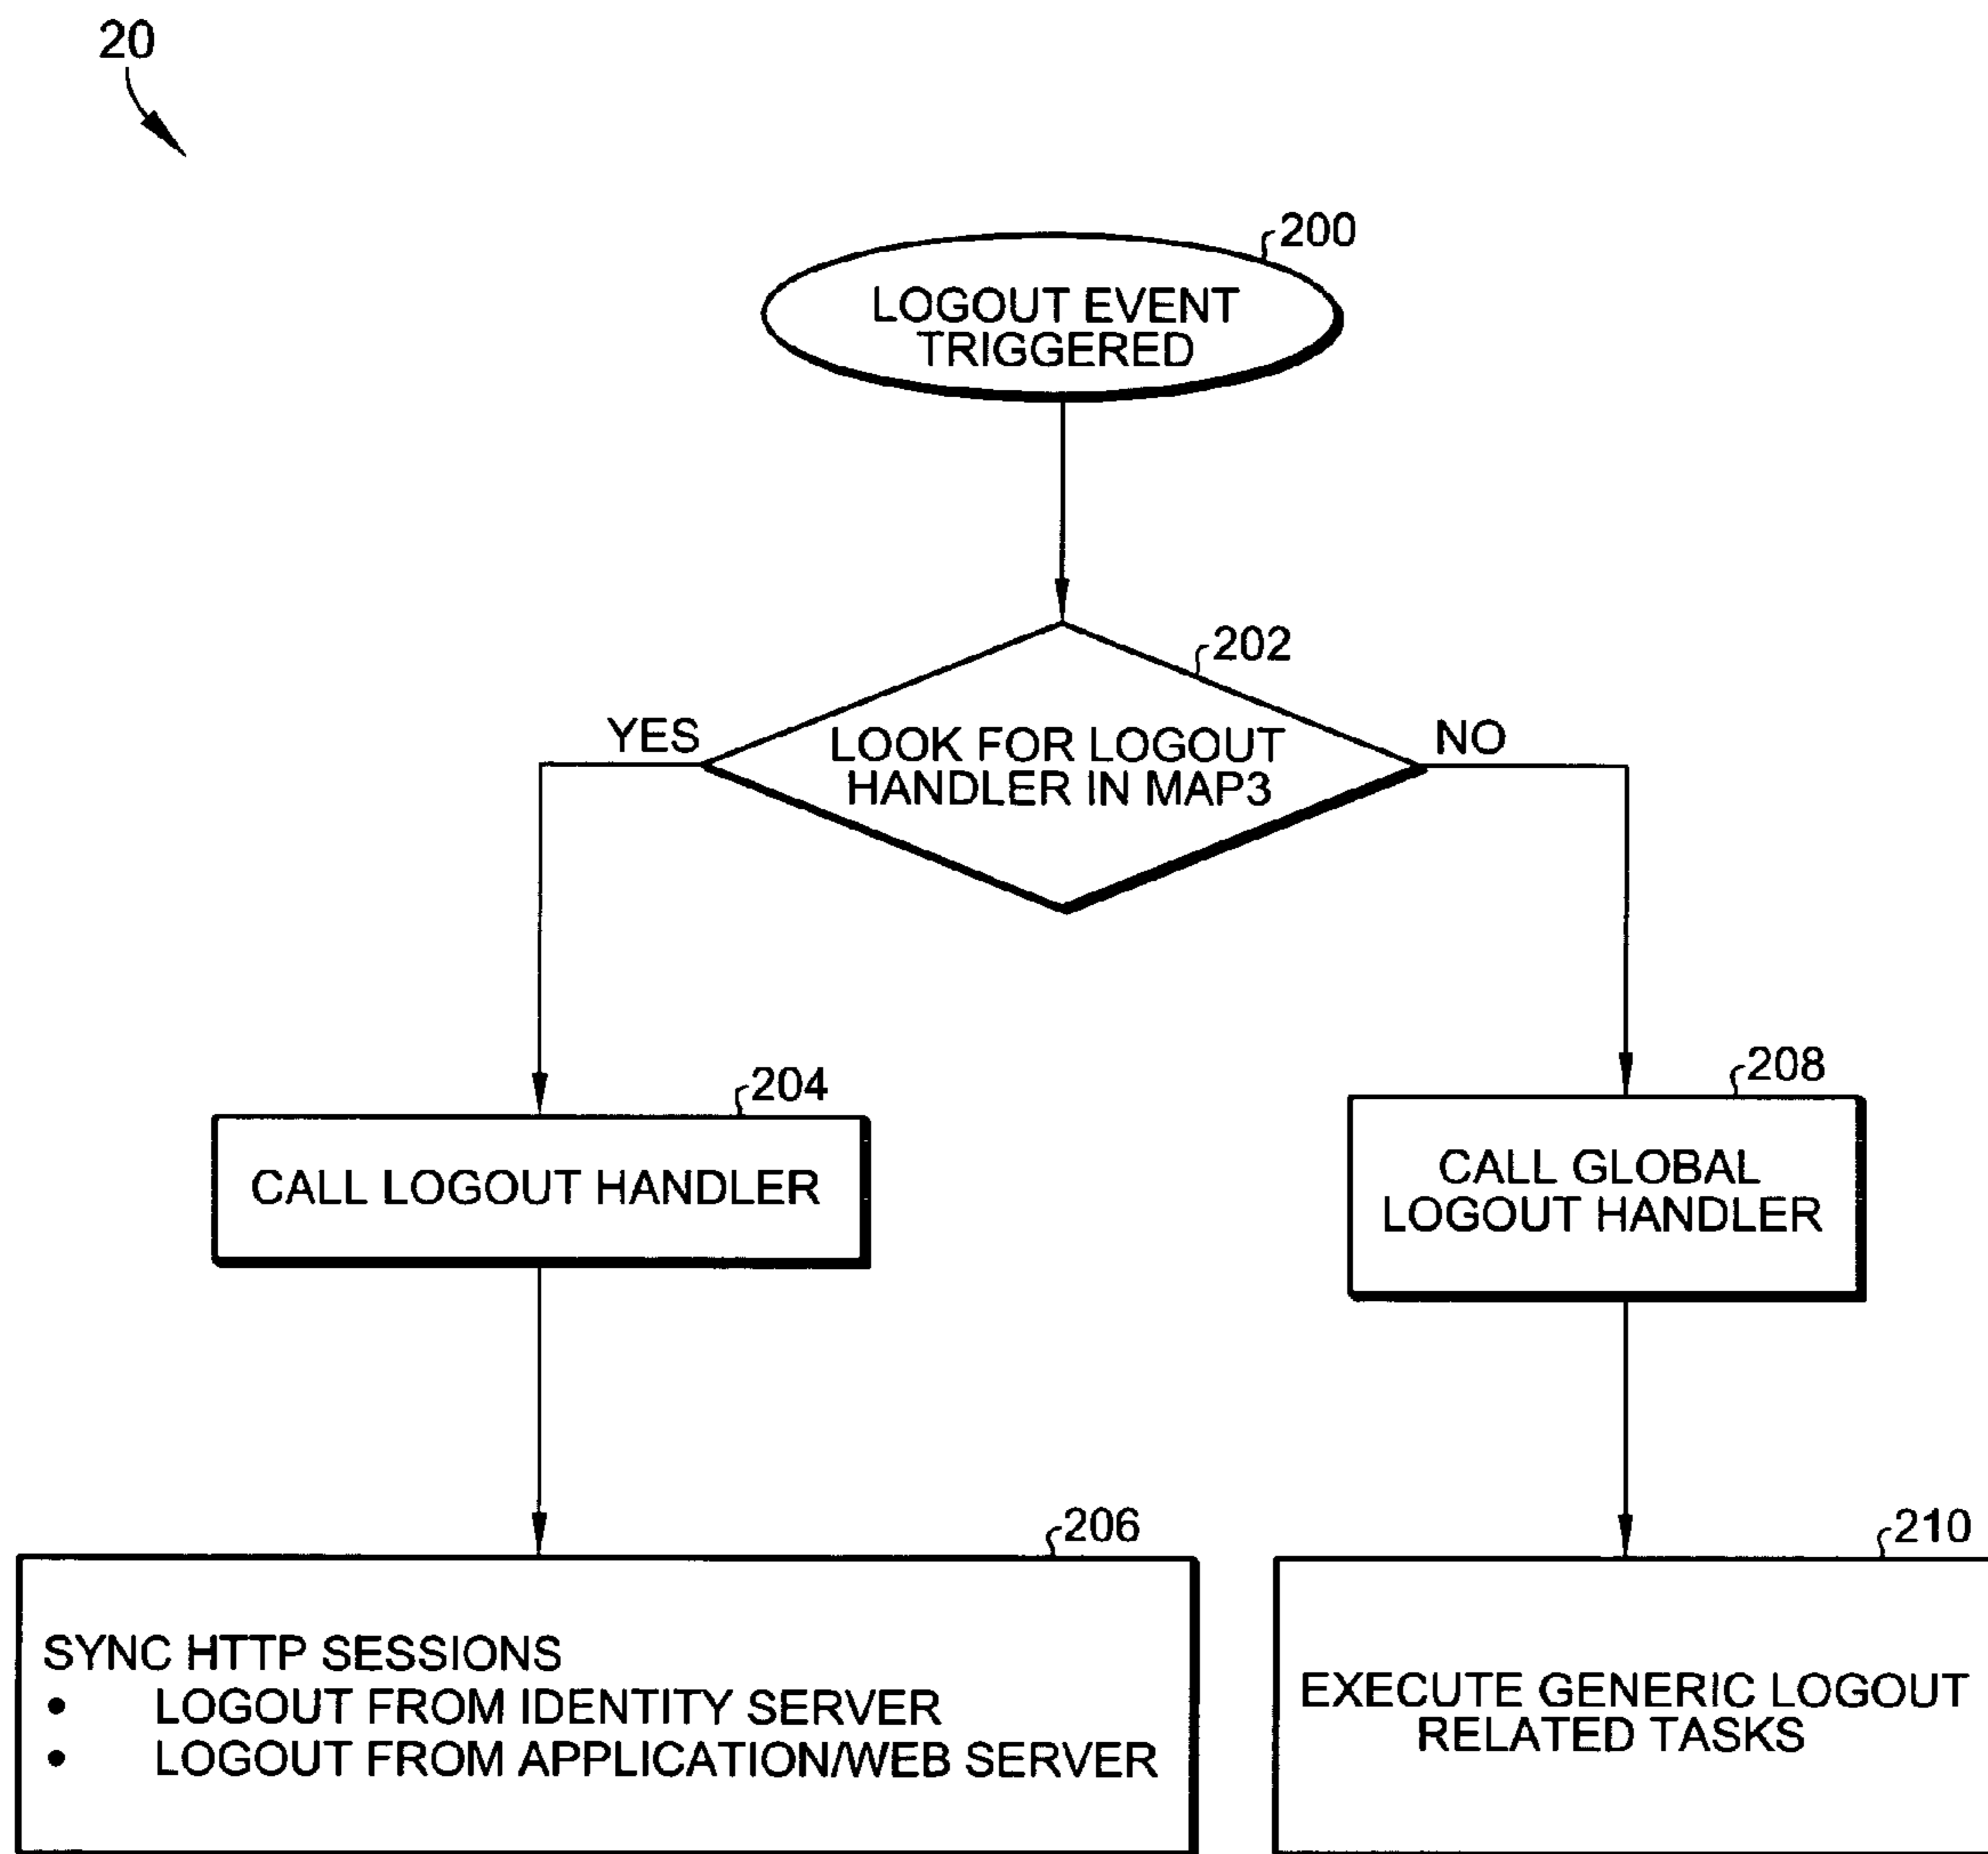 20
200
LOGOUT EVENT
TRIGGERED
202
YES
LOOK FOR LOGOUT
HANDLER IN MAP3
NO
204
CALL LOGOUT HANDLER
208
CALL GLOBAL
LOGOUT HANDLER
206
SYNC HTTP SESSIONS
• LOGOUT FROM IDENTITY SERVER
• LOGOUT FROM APPLICATION/WEB SERVER
210
EXECUTE GENERIC LOGOUT
RELATED TASKS